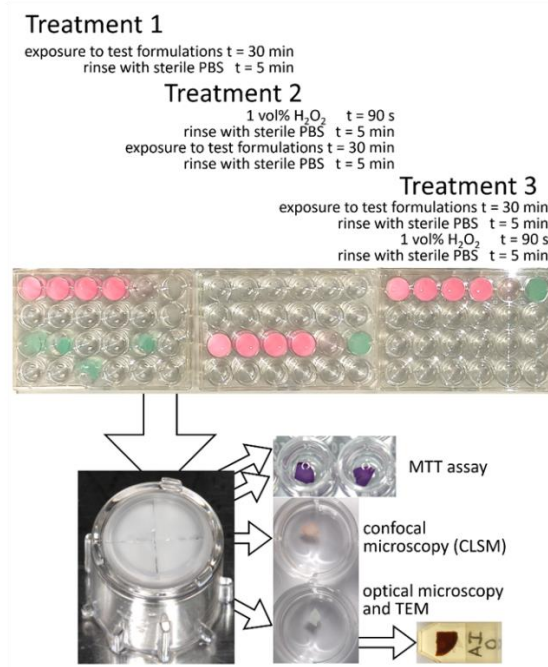 Treatment 1
exposure to test formulations t = 30 min
rinse with sterile PBS t = 5 min
Treatment 2
1 vol% H₂O₂ t = 90 s
rinse with sterile PBS t = 5 min
exposure to test formulations t = 30 min
rinse with sterile PBS t = 5 min
Treatment 3
exposure to test formulations t = 30 min
rinse with sterile PBS t = 5 min
1 vol% H₂O₂ t = 90 s
rinse with sterile PBS t = 5 min
MTT assay
confocal
microscopy (CLSM)
optical microscopy
and TEM